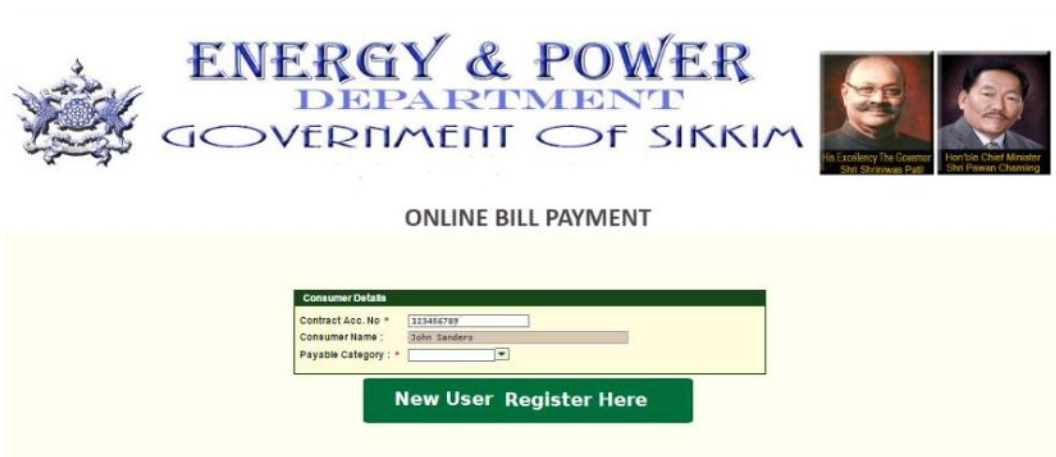 ENERGY & POWER
DEPARTMENT
GOVERNMENT OF SIKKIM
His Excellency The Governor
Shri Shriniwas Patil
Hon'ble Chief Minister
Shri Pawan Chamling
ONLINE BILL PAYMENT
Consumer Details
Contract Acc. No * 123456789
Consumer Name : John Sanders
Payable Category : *
New User Register Here